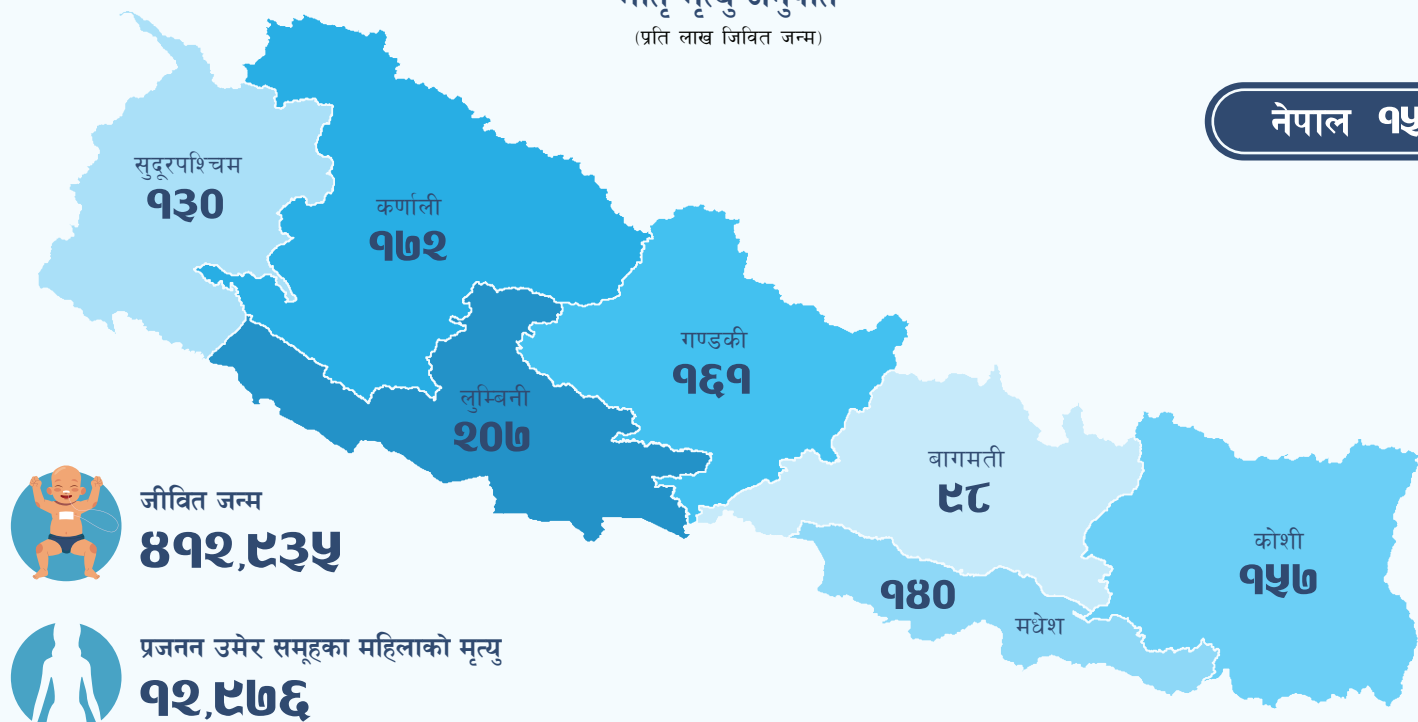 मातृ मृत्यु अनुपात
(प्रति लाख जिवित जन्म)
नेपाल
सुदूरपश्चिम
१३०
कर्णाली
१७२
गण्डकी
१६१
लुम्बिनी
२०७
बागमती
९८
कोशी
१५७
१४०
मधेश
जीवित जन्म
४१२,९३५
प्रजनन उमेर समूहका महिलाको मृत्यु
१२,९७६